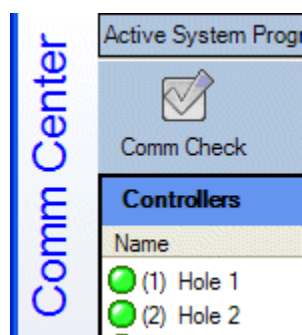 Comm Center
Active System Progr
Comm Check
Controllers
Name
(1) Hole 1
(2) Hole 2